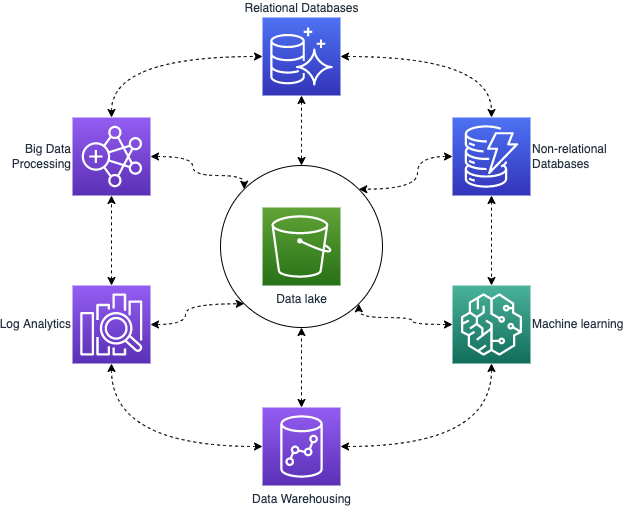 Relational Databases
Big Data
Processing
Non-relational
Databases
Data lake
Log Analytics
Machine learning
Data Warehousing